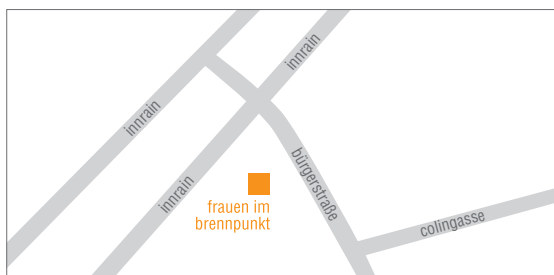 innrain
innrain
innrain
bürgerstraße
frauen im
brennpunkt
colingasse